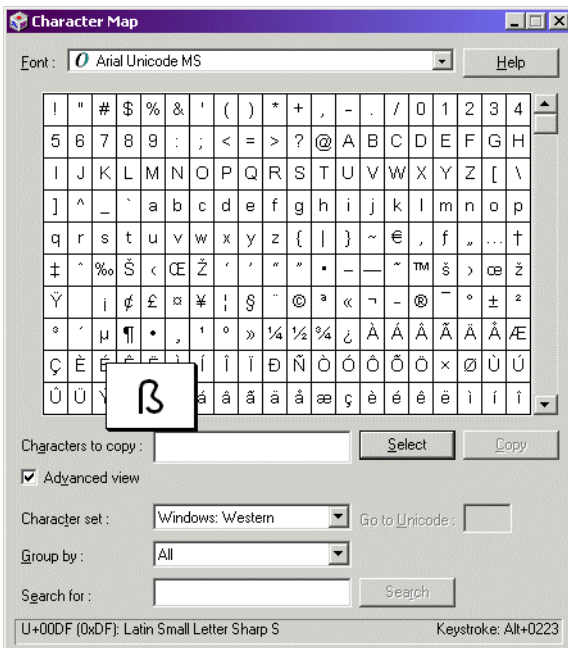 Character Map
Font : O Arial Unicode MS Help
! " # $ % & ' ( ) * + , - . / 0 1 2 3 4
5 6 7 8 9 : ; < = > ? @ A B C D E F G H
I J K L M N O P Q R S T U V W X Y Z [ \
] ^ _ ` a b c d e f g h i j k l m n o p
q r s t u v w x y z { | } ~ € ‚ ƒ „ … †
‡ ˆ ‰ Š ‹ Œ Ž ‘ ’ “ ” • – — ˜ ™ š › œ ž
Ÿ ¡ ¢ £ ¤ ¥ ¦ § ¨ © ª « ¬ - ® ¯ ° ± ²
³ ´ µ ¶ • ¸ ¹ º » ¼ ½ ¾ ¿ À Á Â Ã Ä Å Æ
Ç È É Ê Ë Ì Í Î Ï Ð Ñ Ò Ó Ô Õ Ö × Ø Ù Ú
Û Ü ß á â ã ä å æ ç è é ê ë ì í î
Characters to copy : Select Copy
Advanced view
Character set : Windows: Western Go to Unicode :
Group by : All
Search for : Search
U+00DF (0xDF): Latin Small Letter Sharp S Keystroke: Alt+0223